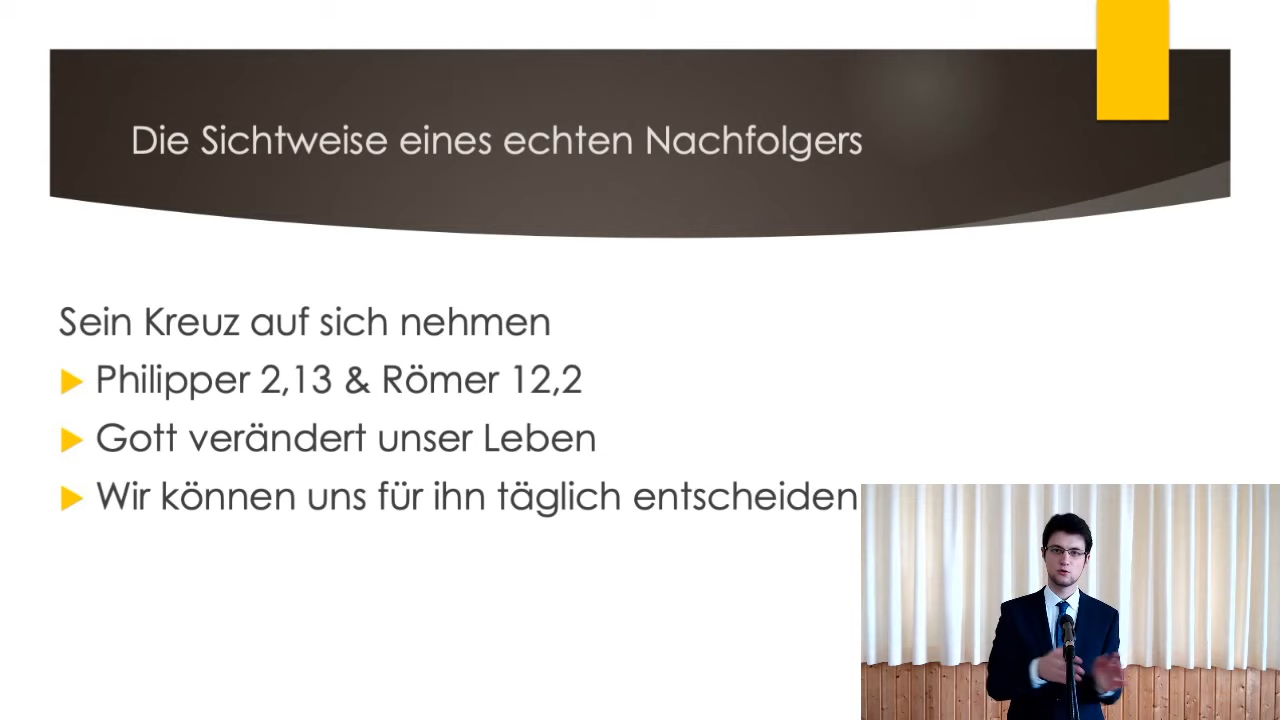 Die Sichtweise eines echten Nachfolgers
Sein Kreuz auf sich nehmen
Philipper 2,13 & Römer 12,2
Gott verändert unser Leben
Wir können uns für ihn täglich entscheiden